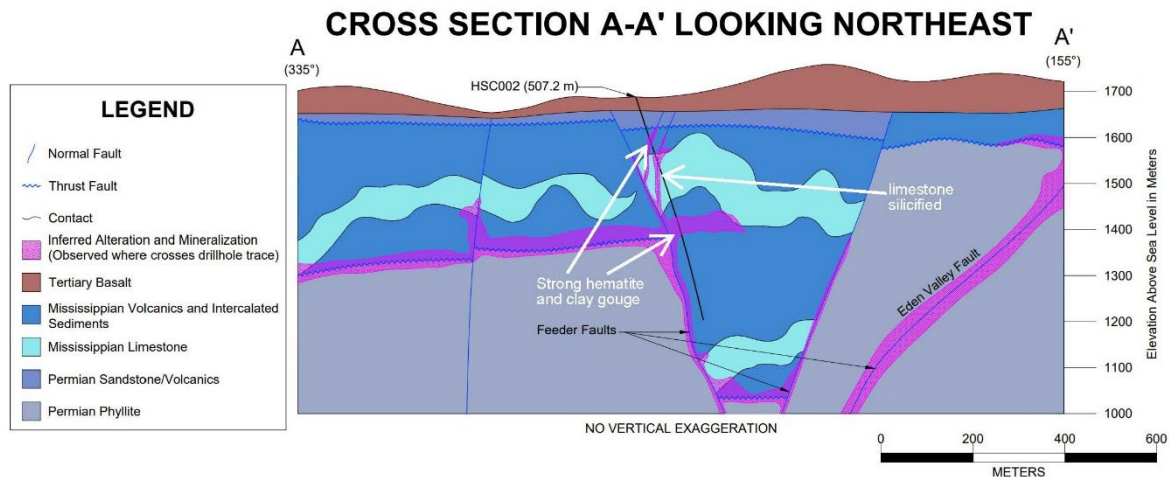 CROSS SECTION A-A' LOOKING NORTHEAST
A
(335°)
A'
(155°)
HSC002 (507.2 m)
LEGEND
Normal Fault
Thrust Fault
Contact
Inferred Alteration and Mineralization
(Observed where crosses drillhole trace)
Tertiary Basalt
Mississippian Volcanics and Intercalated
Sediments
Mississippian Limestone
Permian Sandstone/Volcanics
Permian Phyllite
limestone
silicified
Strong hematite
and clay gouge
Feeder Faults
Eden Valley Fault
1700
1600
1500
1400
1300
1200
1100
1000
Elevation Above Sea Level in Meters
NO VERTICAL EXAGGERATION
0 200 400 600
METERS